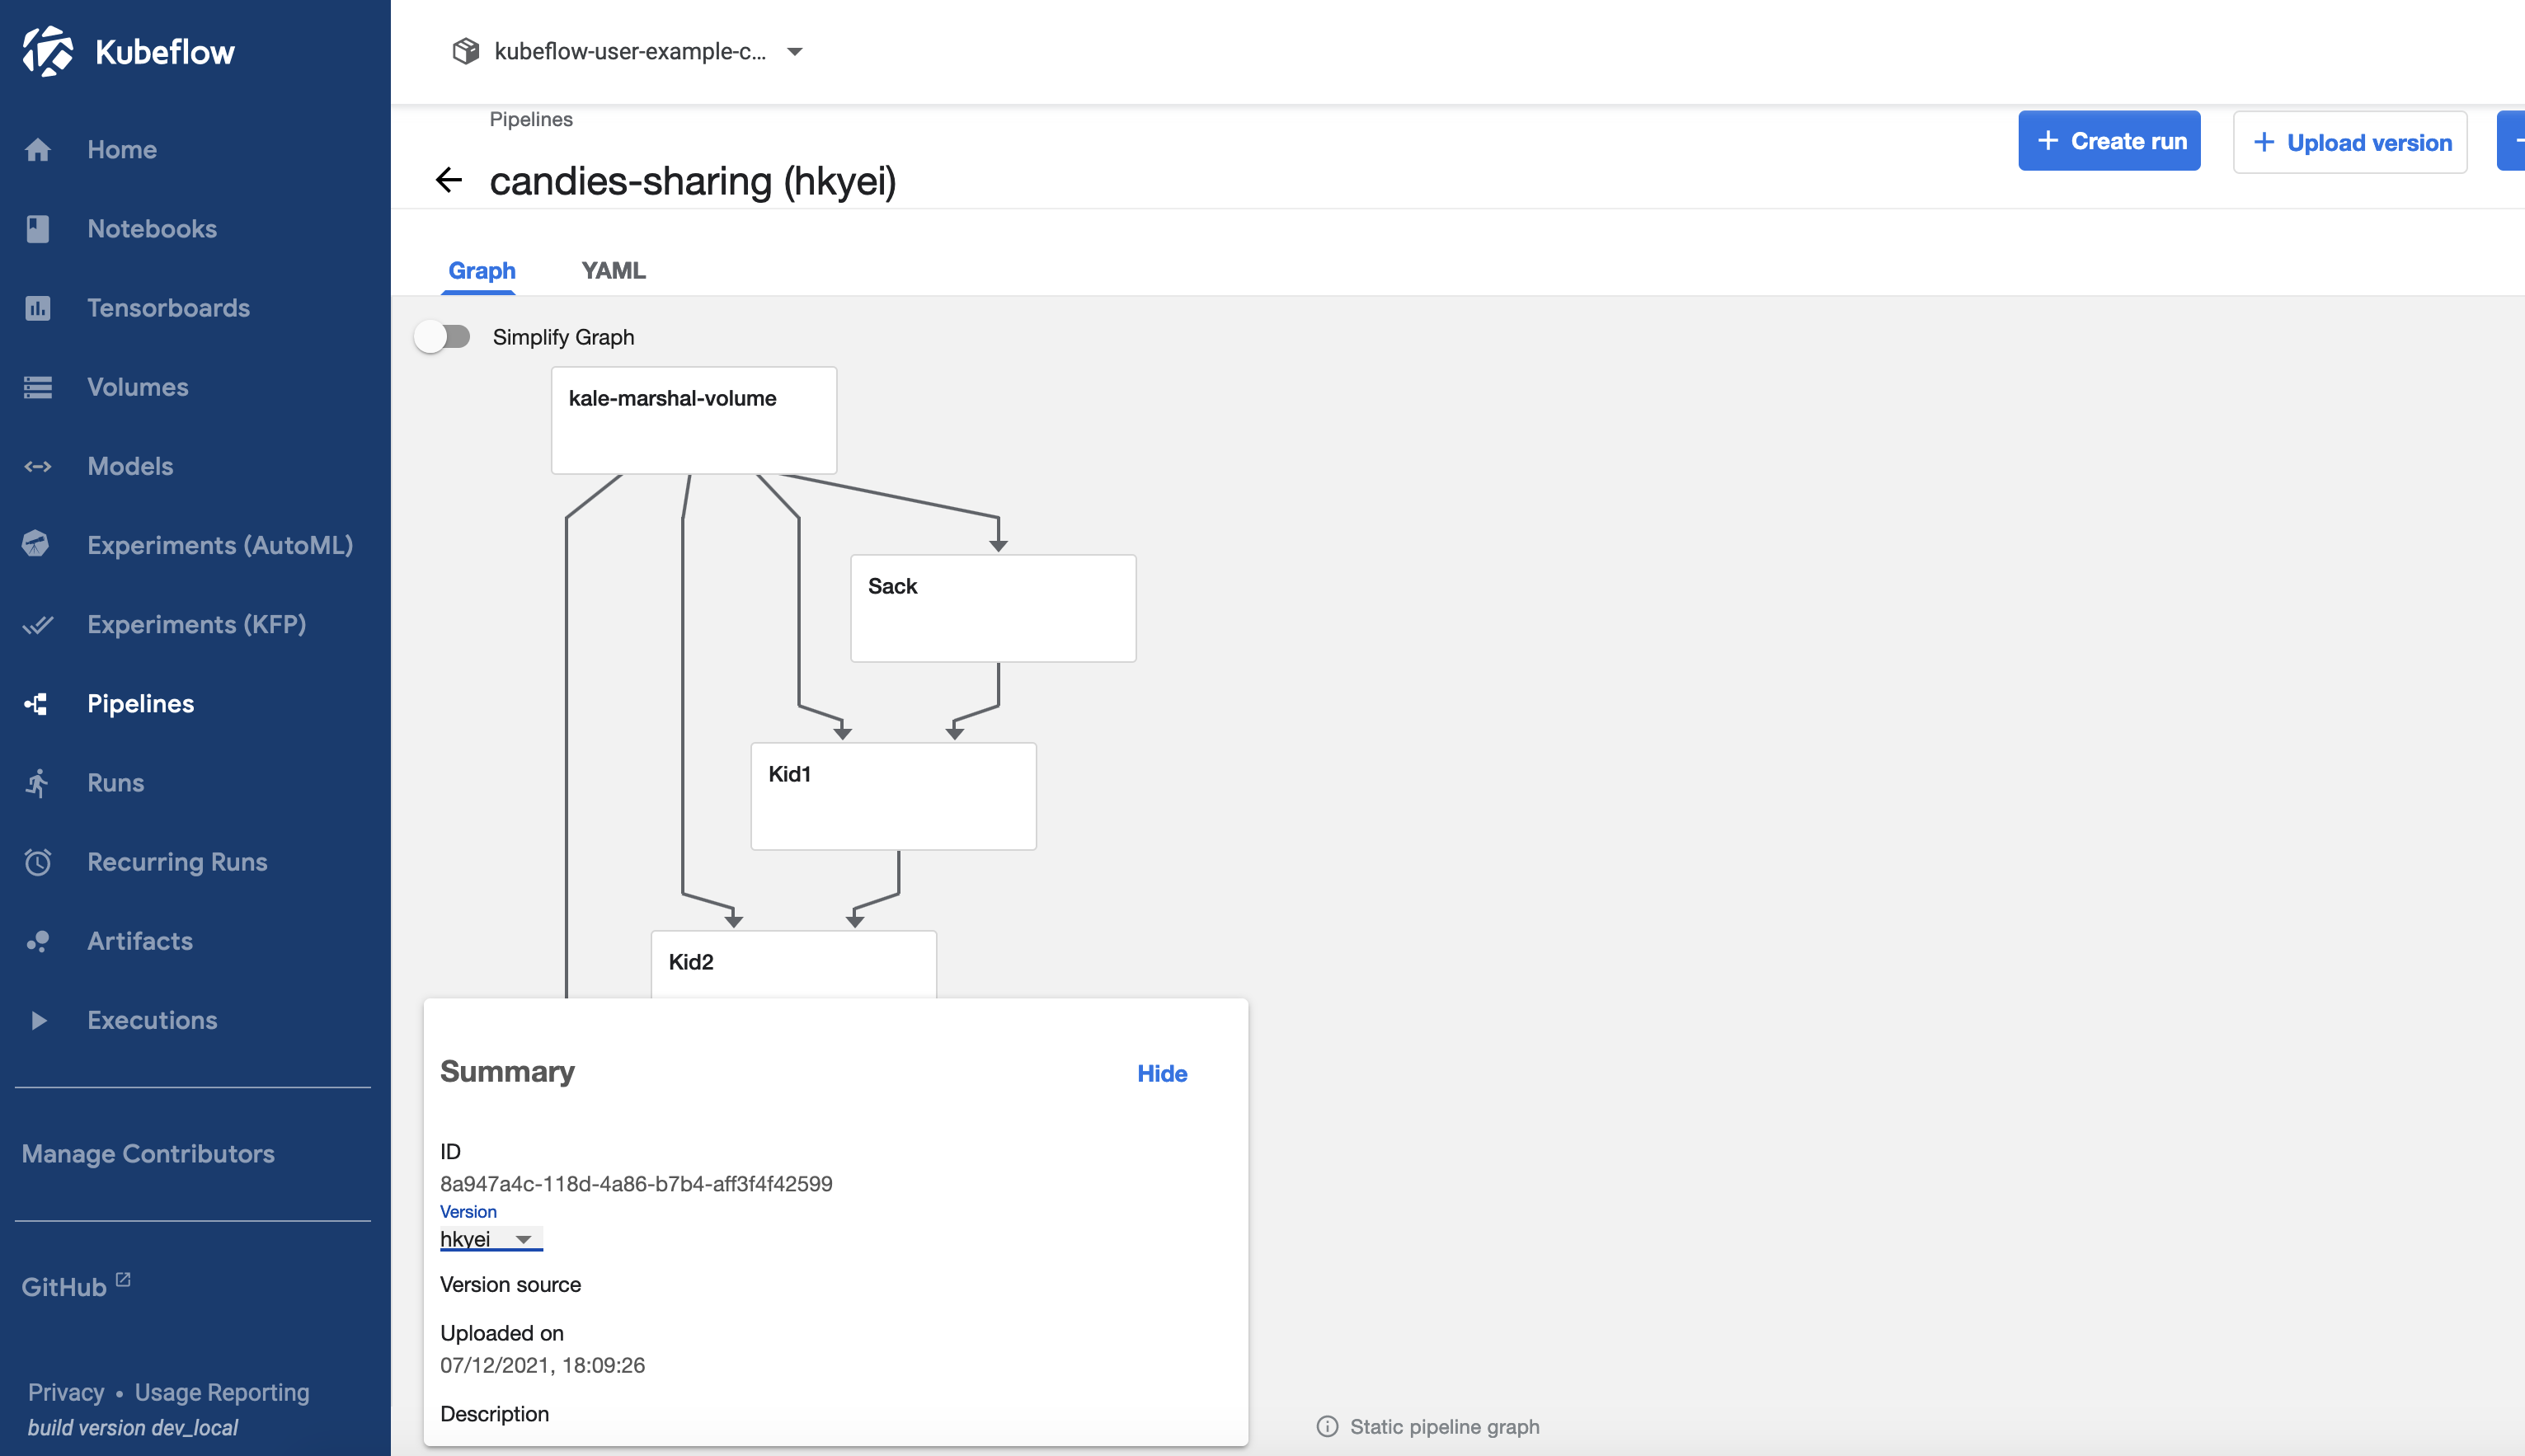 Kubeflow
Home
Notebooks
Tensorboards
Volumes
Models
Experiments (AutoML)
Experiments (KFP)
Pipelines
Runs
Recurring Runs
Artifacts
Executions
Manage Contributors
GitHub
Privacy • Usage Reporting
build version dev_local
kubeflow-user-example-c...
Pipelines
candies-sharing (hkyei)
+ Create run
+ Upload version
Graph
YAML
Simplify Graph
kale-marshal-volume
Sack
Kid1
Kid2
Summary
Hide
ID
8a947a4c-118d-4a86-b7b4-aff3f4f42599
Version
hkyei
Version source
Uploaded on
07/12/2021, 18:09:26
Description
Static pipeline graph